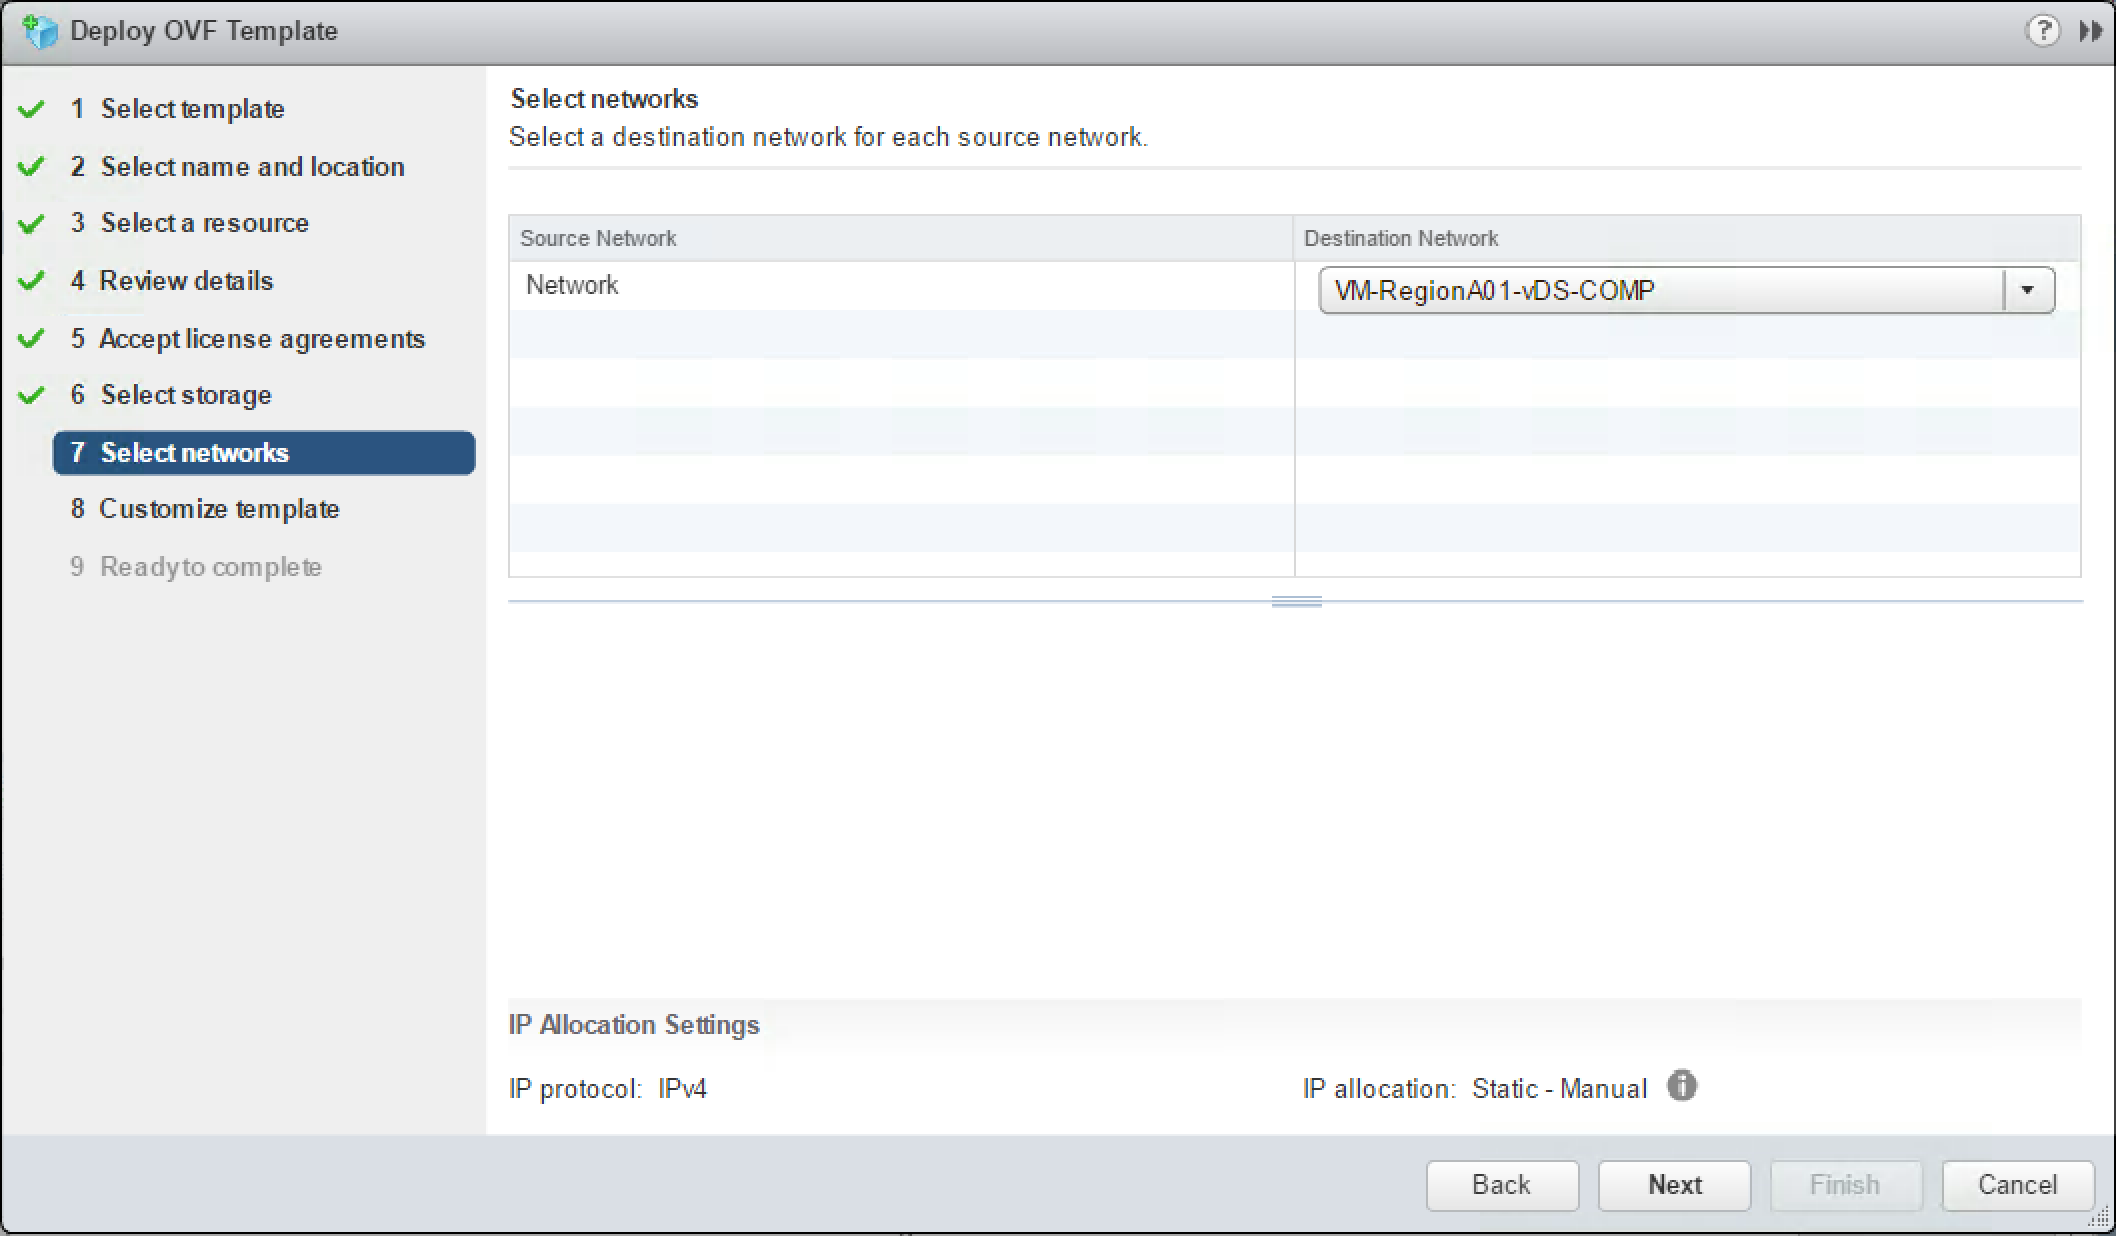 Deploy OVF Template
?
1 Select template
2 Select name and location
3 Select a resource
4 Review details
5 Accept license agreements
6 Select storage
7 Select networks
8 Customize template
9 Ready to complete
Select networks
Select a destination network for each source network.
Source Network Destination Network
Network VM-RegionA01-vDS-COMP
IP Allocation Settings
IP protocol: IPv4 IP allocation: Static - Manual i
Back Next Finish Cancel